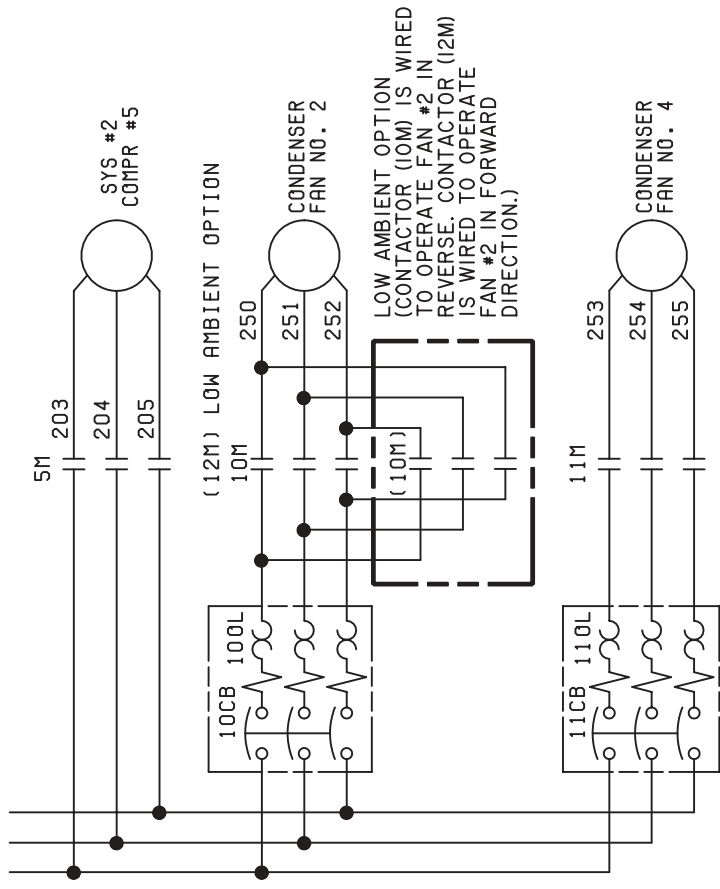 SYS #2
COMPR #5
5M
203
204
205
(12M) LOW AMBIENT OPTION
10M
250
251
252
CONDENSER
FAN NO. 2
(10M)
LOW AMBIENT OPTION
(CONTACTOR (10M) IS WIRED
TO OPERATE FAN #2 IN
REVERSE. CONTACTOR (12M)
IS WIRED TO OPERATE
FAN #2 IN FORWARD
DIRECTION.)
10CB
10OL
CONDENSER
FAN NO. 4
11M
253
254
255
11CB
11OL